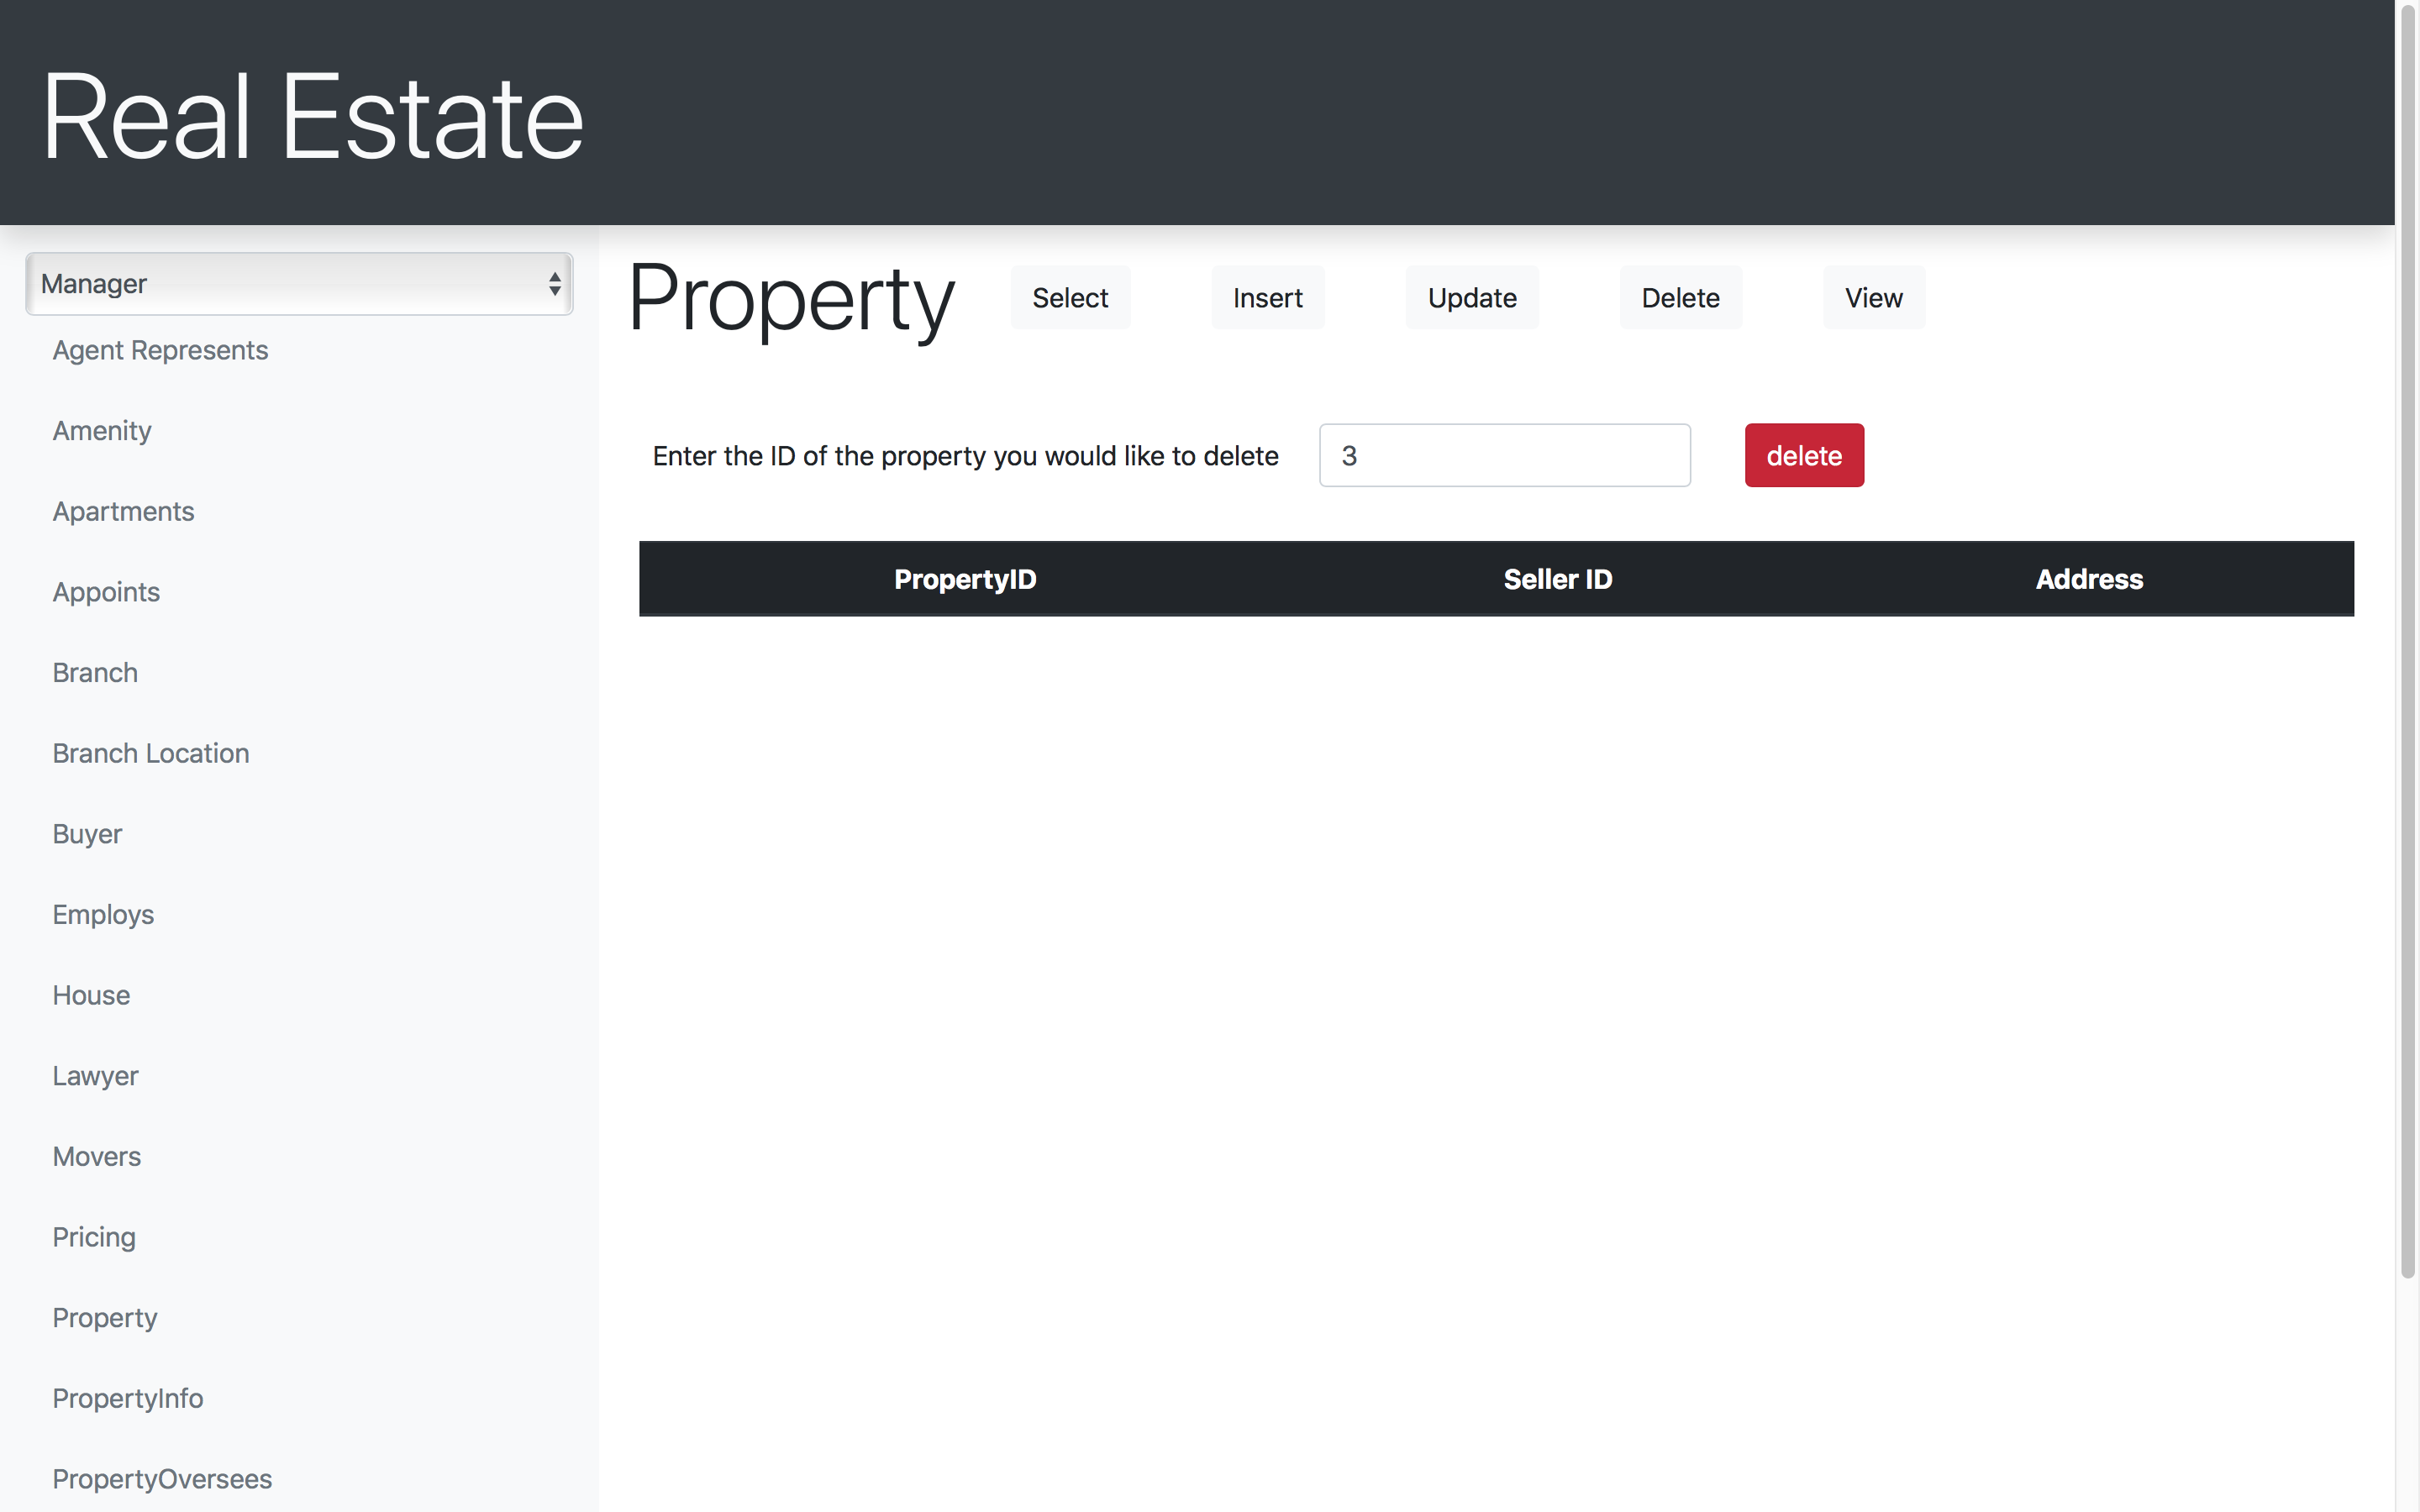 Real Estate
Manager
Agent Represents
Amenity
Apartments
Appoints
Branch
Branch Location
Buyer
Employs
House
Lawyer
Movers
Pricing
Property
PropertyInfo
PropertyOversees
Property Select Insert Update Delete View
Enter the ID of the property you would like to delete 3 delete
PropertyID Seller ID Address